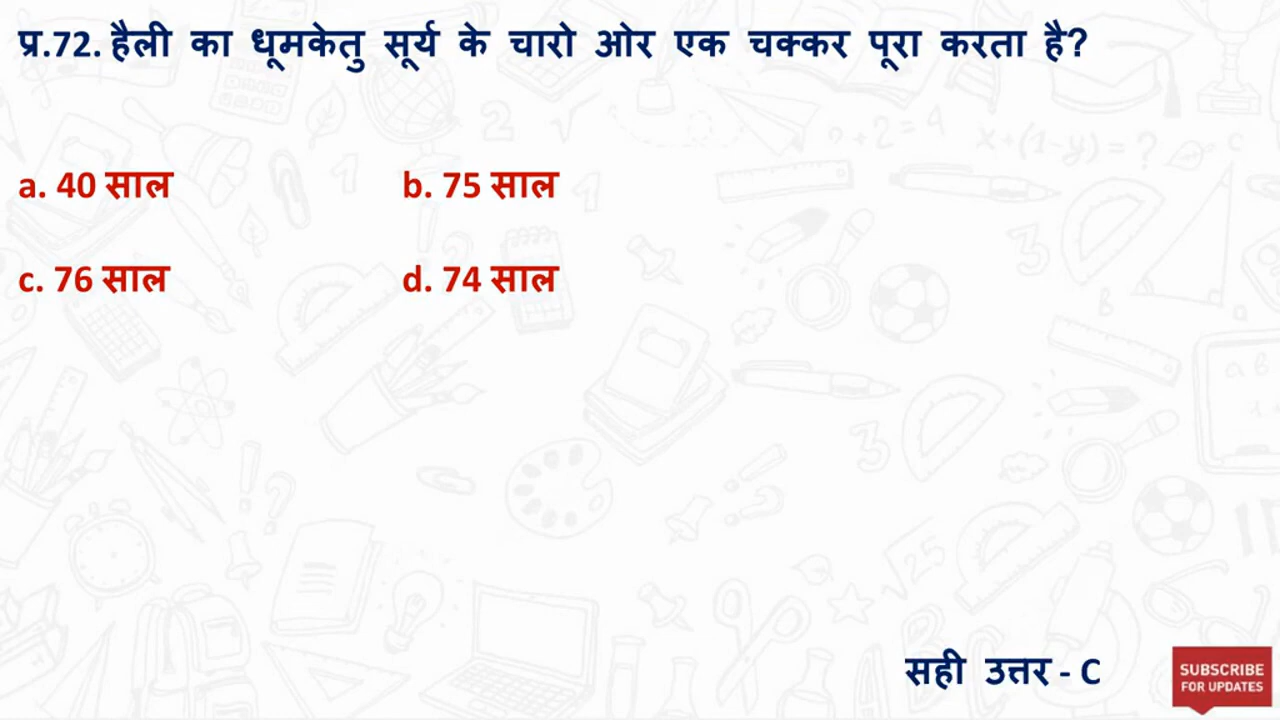 प्र.72. हैली का धूमकेतु सूर्य के चारो ओर एक चक्कर पूरा करता है?
a. 40 साल b. 75 साल
c. 76 साल d. 74 साल
सही उत्तर - C
SUBSCRIBE
FOR UPDATES